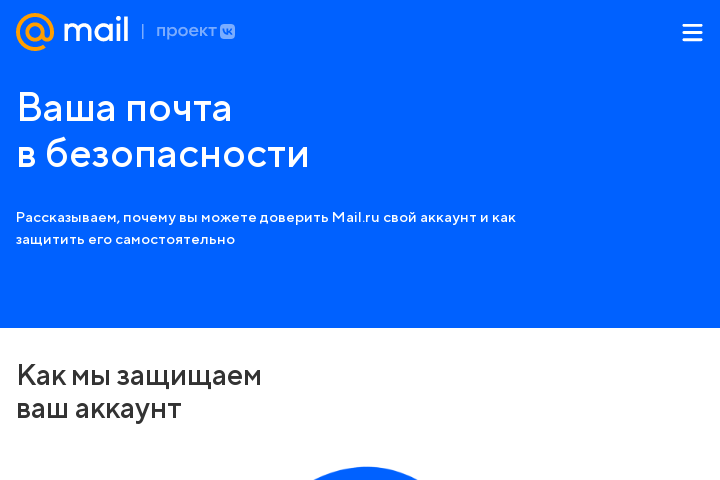 @ mail | проект
Ваша почта
в безопасности
Рассказываем, почему вы можете доверить Mail.ru свой аккаунт и как
защитить его самостоятельно
Как мы защищаем
ваш аккаунт